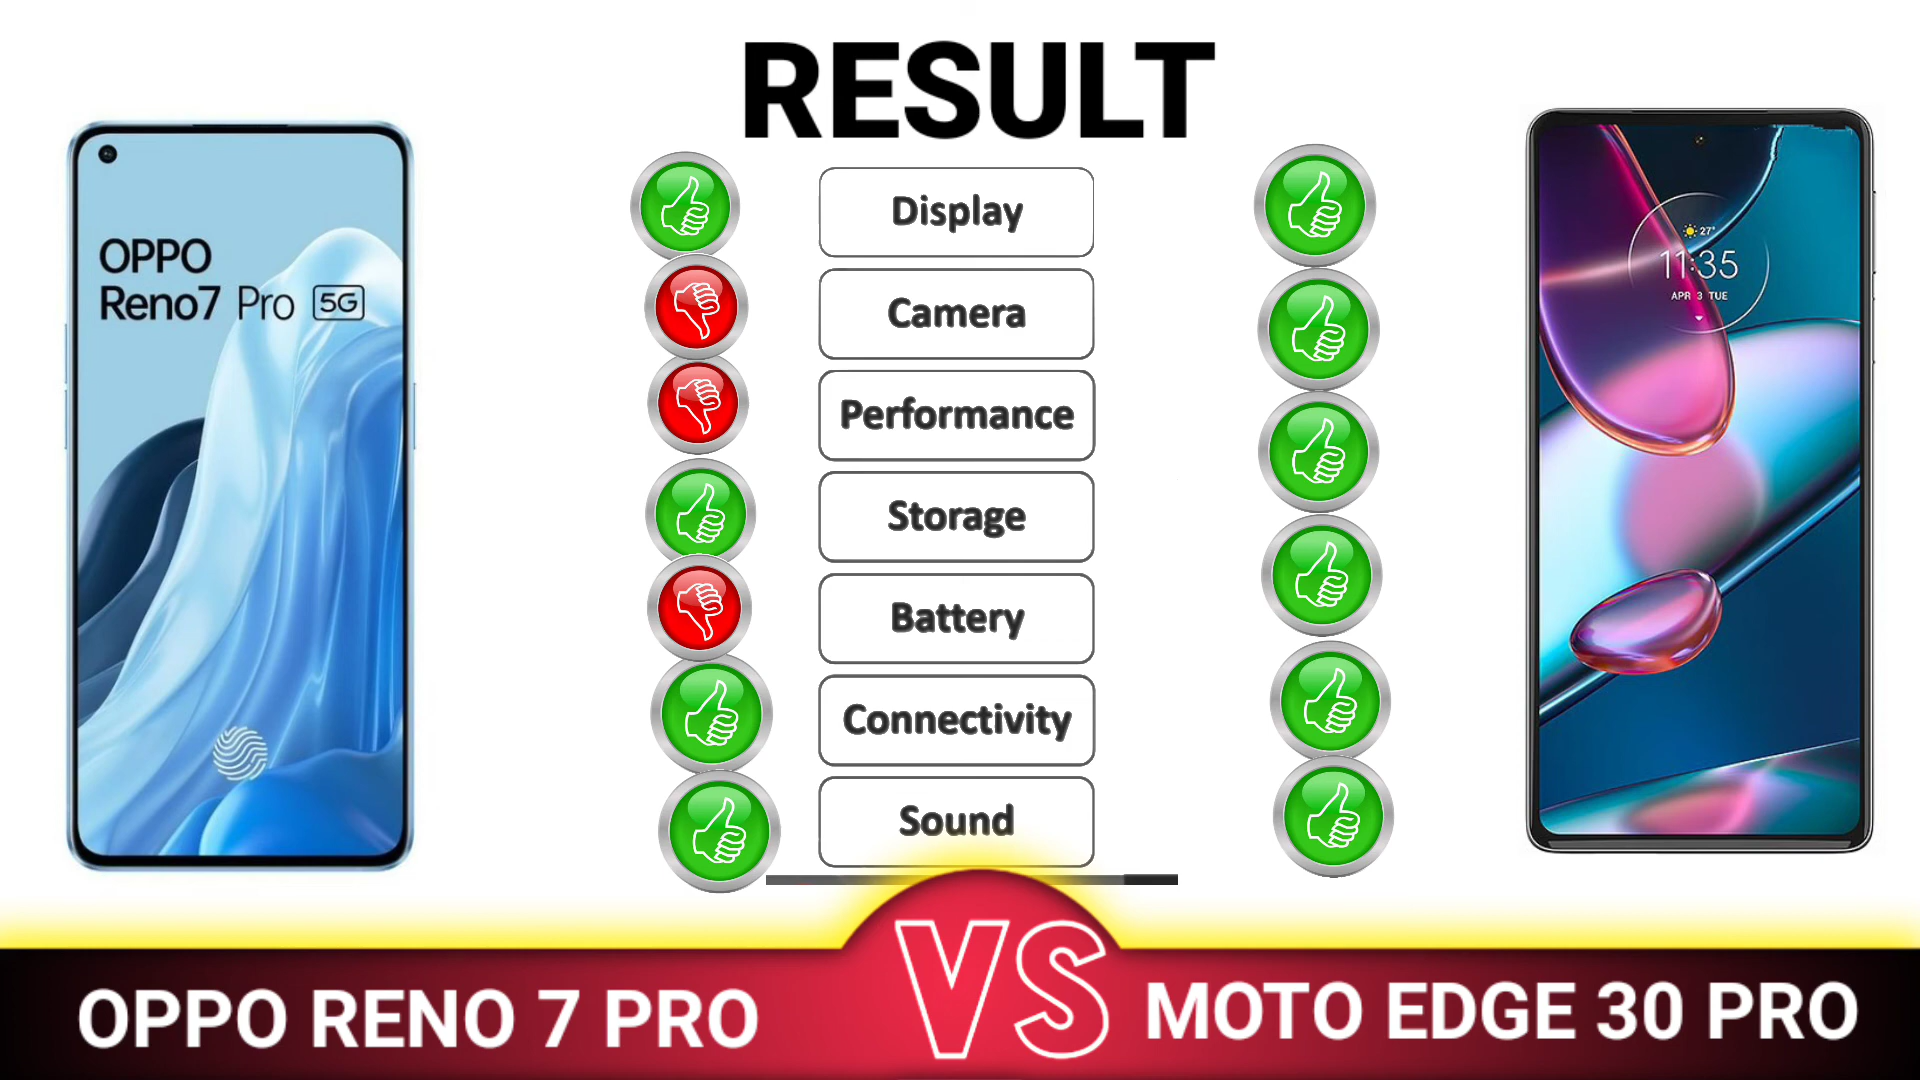 RESULT
OPPO
Reno7 Pro 5G
Display
Camera
Performance
Storage
Battery
Connectivity
Sound
27°
11:35
APR 3 TUE
OPPO RENO 7 PRO
VS
MOTO EDGE 30 PRO